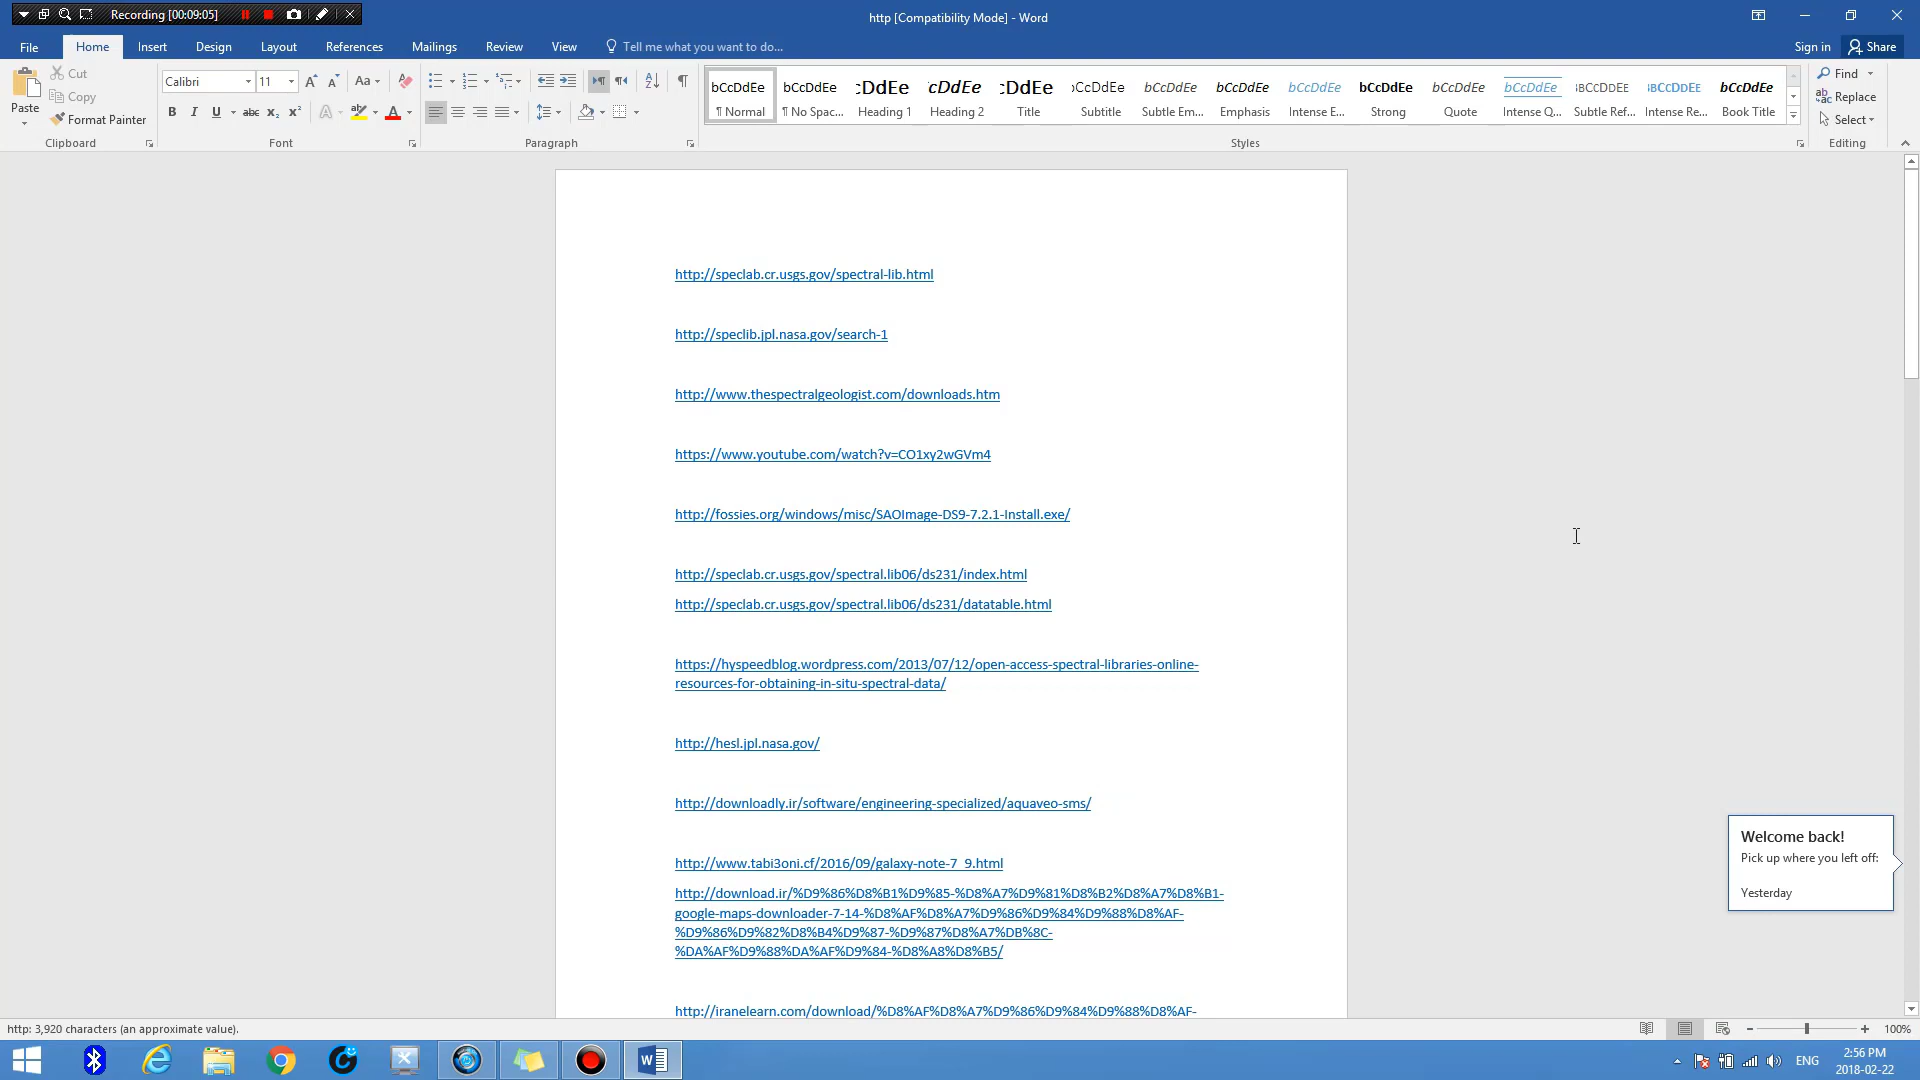 Recording [00:09:05]
http [Compatibility Mode] - Word
File Home Insert Design Layout References Mailings Review View Tell me what you want to do... Sign in Share
Paste
Cut
Copy
Format Painter
Clipboard
Calibri 11
Font
Paragraph
¶ Normal ¶ No Spac... Heading 1 Heading 2 Title Subtitle Subtle Em... Emphasis Intense E... Strong Quote Intense Q... Subtle Ref... Intense Re... Book Title
Styles
Find
Replace
Select
Editing
http://speclab.cr.usgs.gov/spectral-lib.html
http://speclib.jpl.nasa.gov/search-1
http://www.thespectralgeologist.com/downloads.htm
https://www.youtube.com/watch?v=CO1xy2wGVm4
http://fossies.org/windows/misc/SAOImage-DS9-7.2.1-Install.exe/
http://speclab.cr.usgs.gov/spectral.lib06/ds231/index.html
http://speclab.cr.usgs.gov/spectral.lib06/ds231/datatable.html
https://hyspeedblog.wordpress.com/2013/07/12/open-access-spectral-libraries-online-
resources-for-obtaining-in-situ-spectral-data/
http://hesl.jpl.nasa.gov/
http://downloadly.ir/software/engineering-specialized/aquaveo-sms/
http://www.tabi3oni.cf/2016/09/galaxy-note-7_9.html
http://download.ir/%D9%86%D8%B1%D9%85-%D8%A7%D9%81%D8%B2%D8%A7%D8%B1-
google-maps-downloader-7-14-%D8%AF%D8%A7%D9%86%D9%84%D9%88%D8%AF-
%D9%86%D9%82%D8%B4%D9%87-%D9%87%D8%A7%DB%8C-
%DA%AF%D9%88%DA%AF%D9%84-%D8%A8%D8%B5/
http://iranelearn.com/download/%D8%AF%D8%A7%D9%86%D9%84%D9%88%D8%AF-
Welcome back!
Pick up where you left off:
Yesterday
http: 3,920 characters (an approximate value).
100%
ENG
2:56 PM
2018-02-22